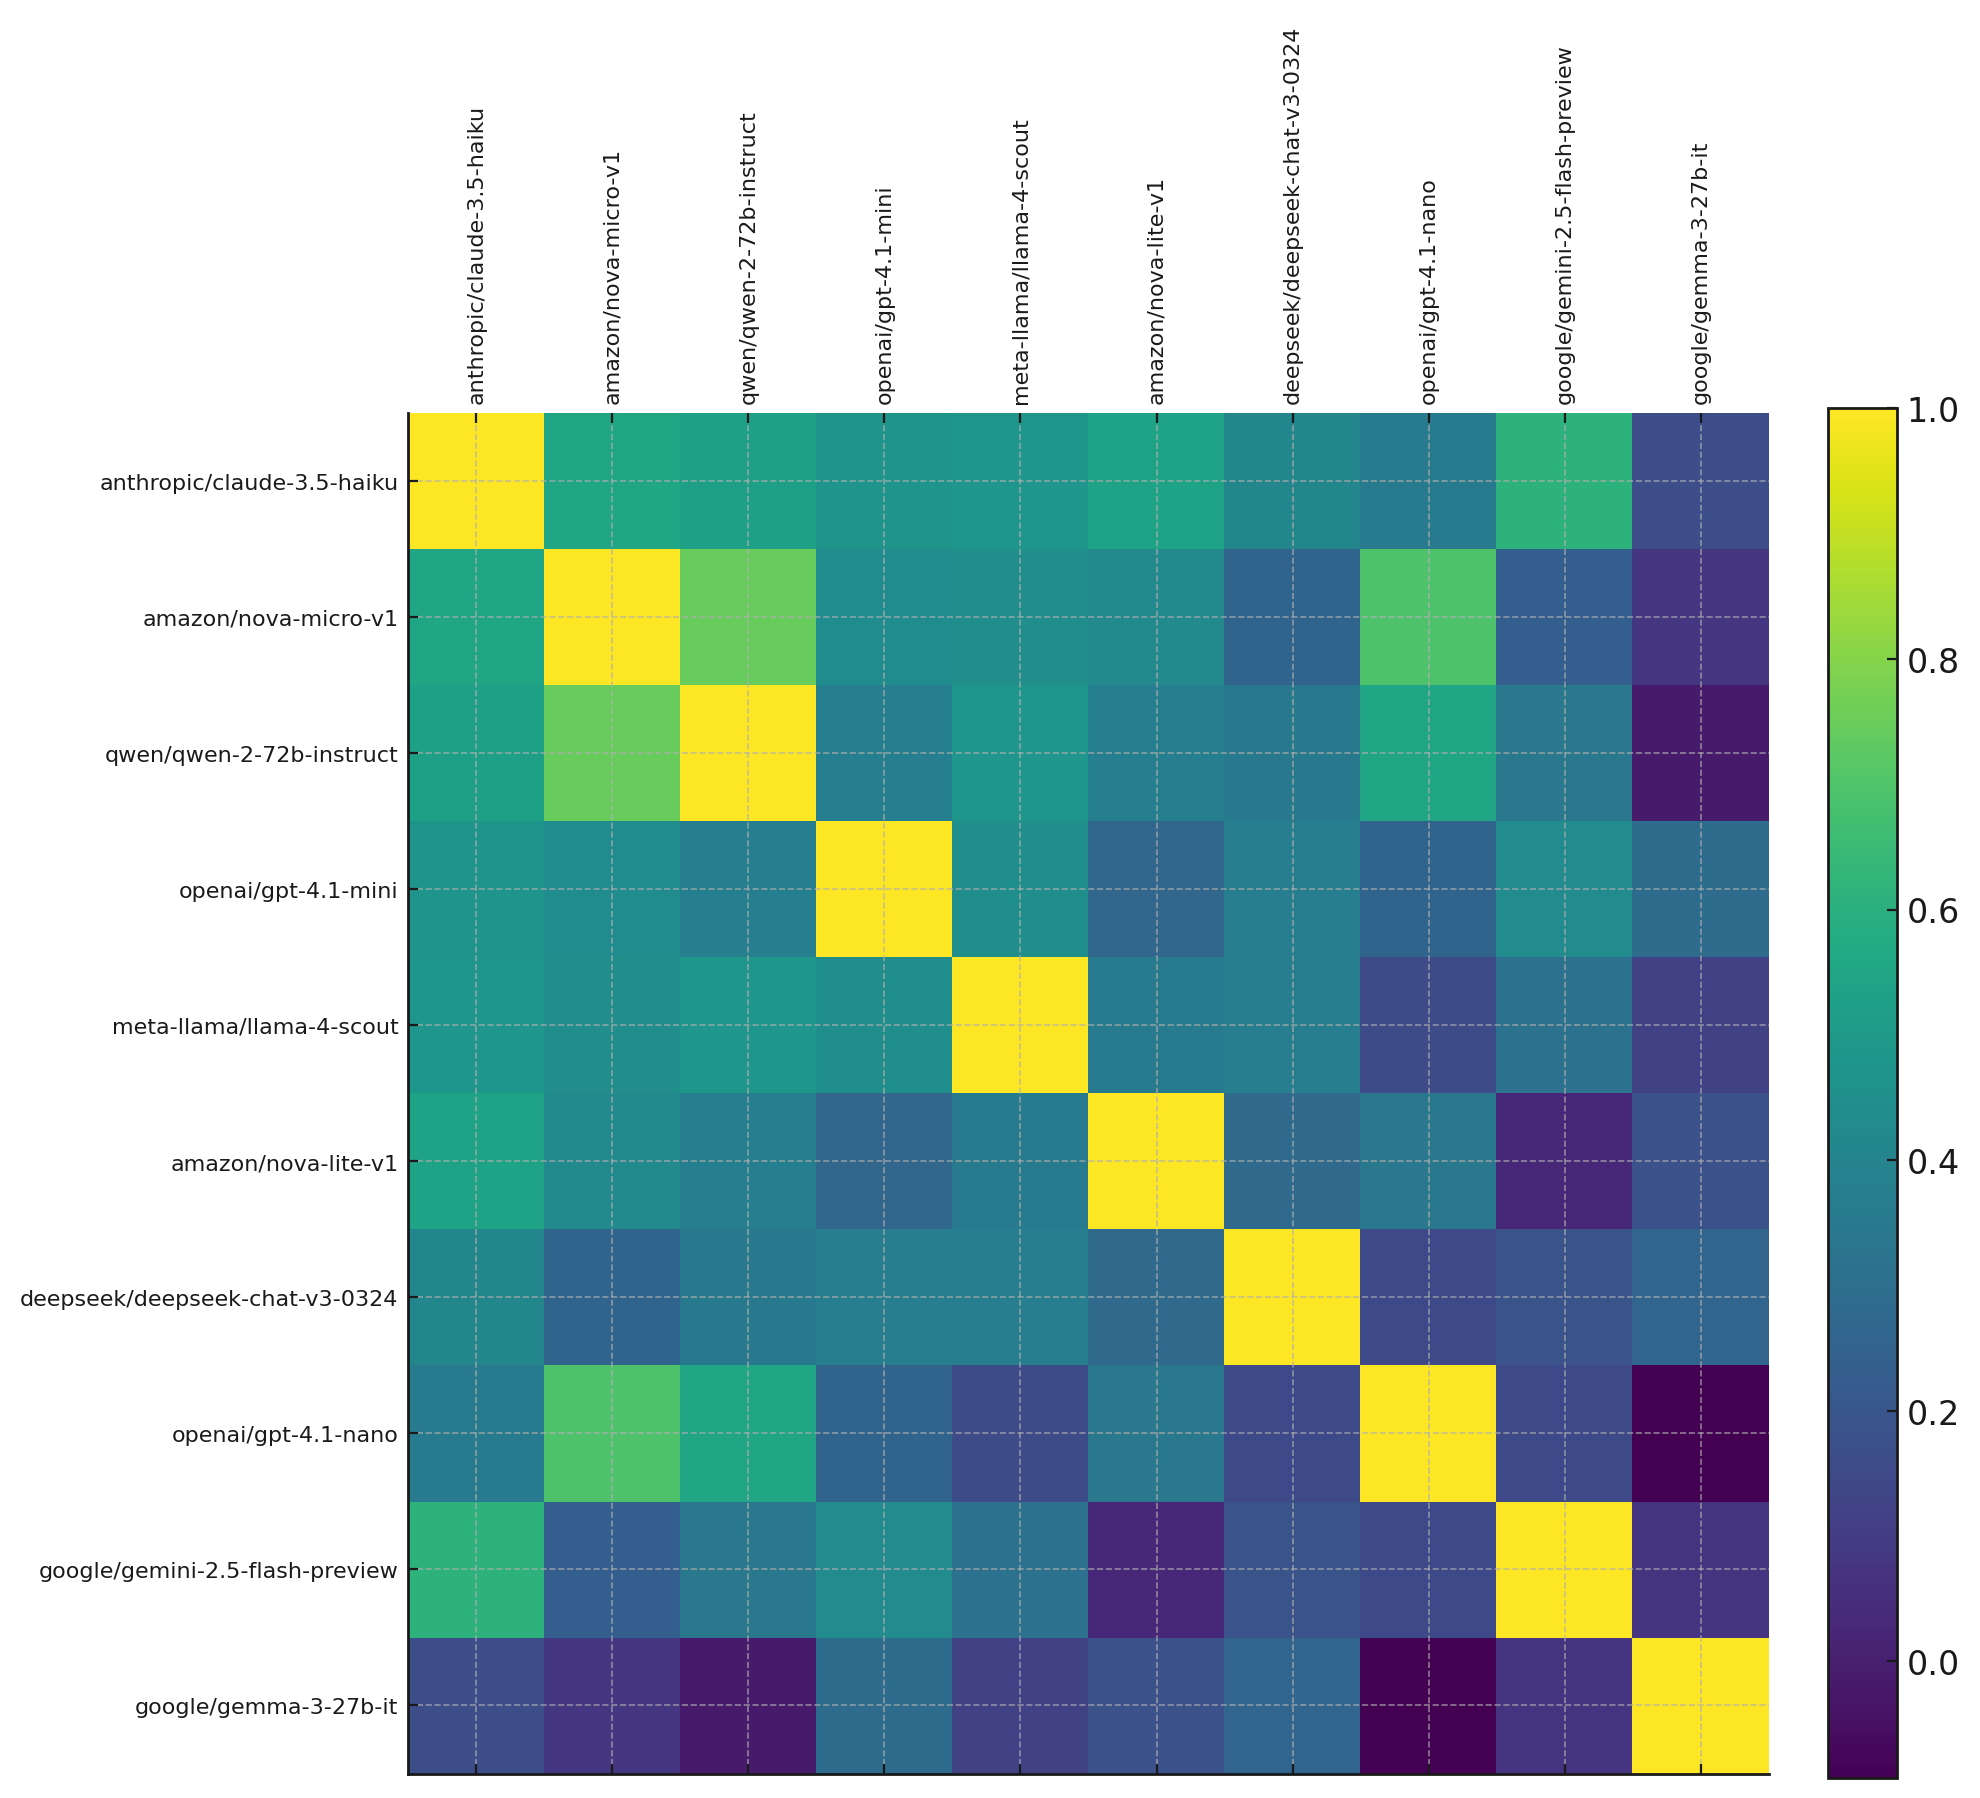 anthropic/claude-3.5-haiku
amazon/nova-micro-v1
qwen/qwen-2-72b-instruct
openai/gpt-4.1-mini
meta-llama/llama-4-scout
amazon/nova-lite-v1
deepseek/deepseek-chat-v3-0324
openai/gpt-4.1-nano
google/gemini-2.5-flash-preview
google/gemma-3-27b-it
anthropic/claude-3.5-haiku
amazon/nova-micro-v1
qwen/qwen-2-72b-instruct
openai/gpt-4.1-mini
meta-llama/llama-4-scout
amazon/nova-lite-v1
deepseek/deepseek-chat-v3-0324
openai/gpt-4.1-nano
google/gemini-2.5-flash-preview
google/gemma-3-27b-it
1.0
0.8
0.6
0.4
0.2
0.0